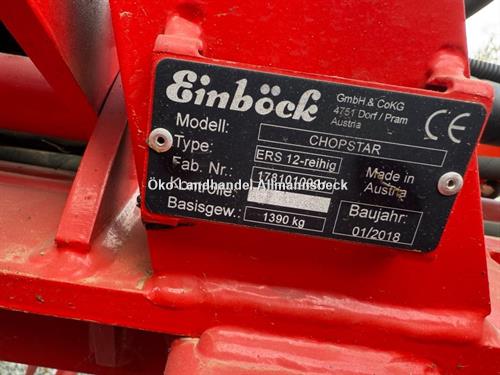 Einböck
GmbH & CoKG
4751 Dorf / Pram
Austria
CE
Modell:
CHOPSTAR
Type:
ERS 12-reihig
Fab. Nr.:
Made in
Austria
Öko Landhandel Allmannsbeck
Basisgew.:
1390 kg
Baujahr:
01/2018